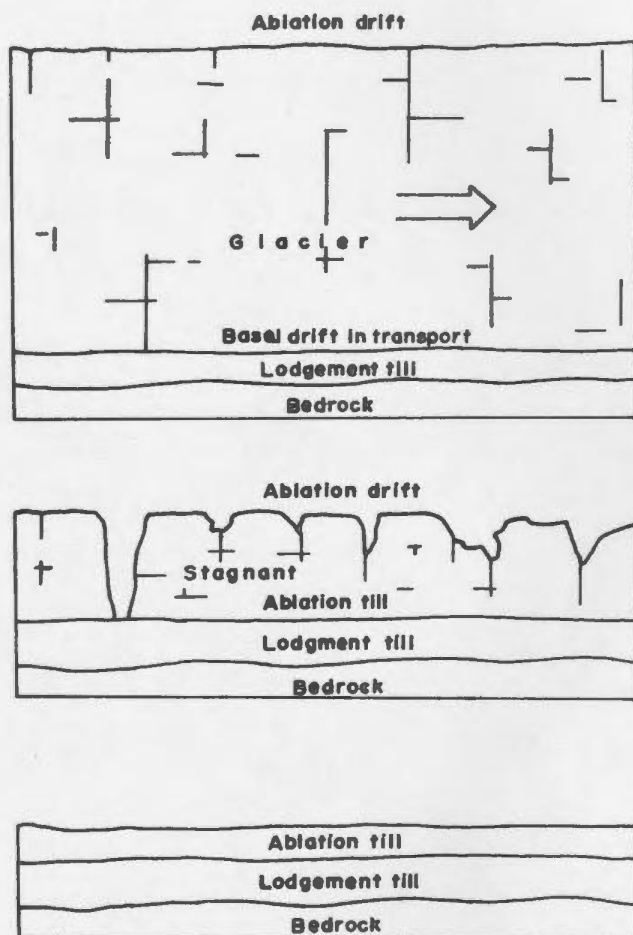 Ablation drift
Glacier
Basal drift in transport
Lodgement till
Bedrock
Ablation drift
Stagnant
Ablation till
Lodgment till
Bedrock
Ablation till
Lodgement till
Bedrock